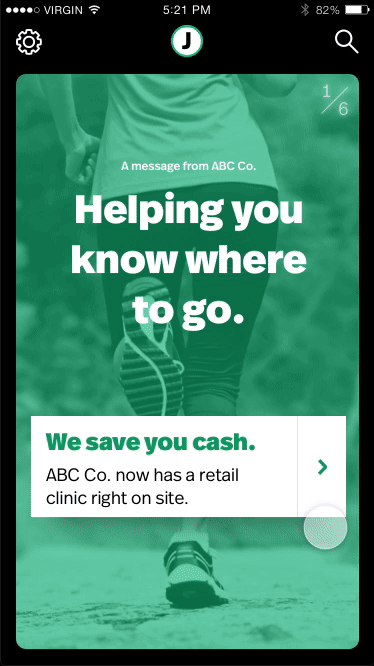 VIRGIN 5:21 PM 82%
J
1/6
A message from ABC Co.
Helping you
know where
to go.
We save you cash.
ABC Co. now has a retail
clinic right on site.